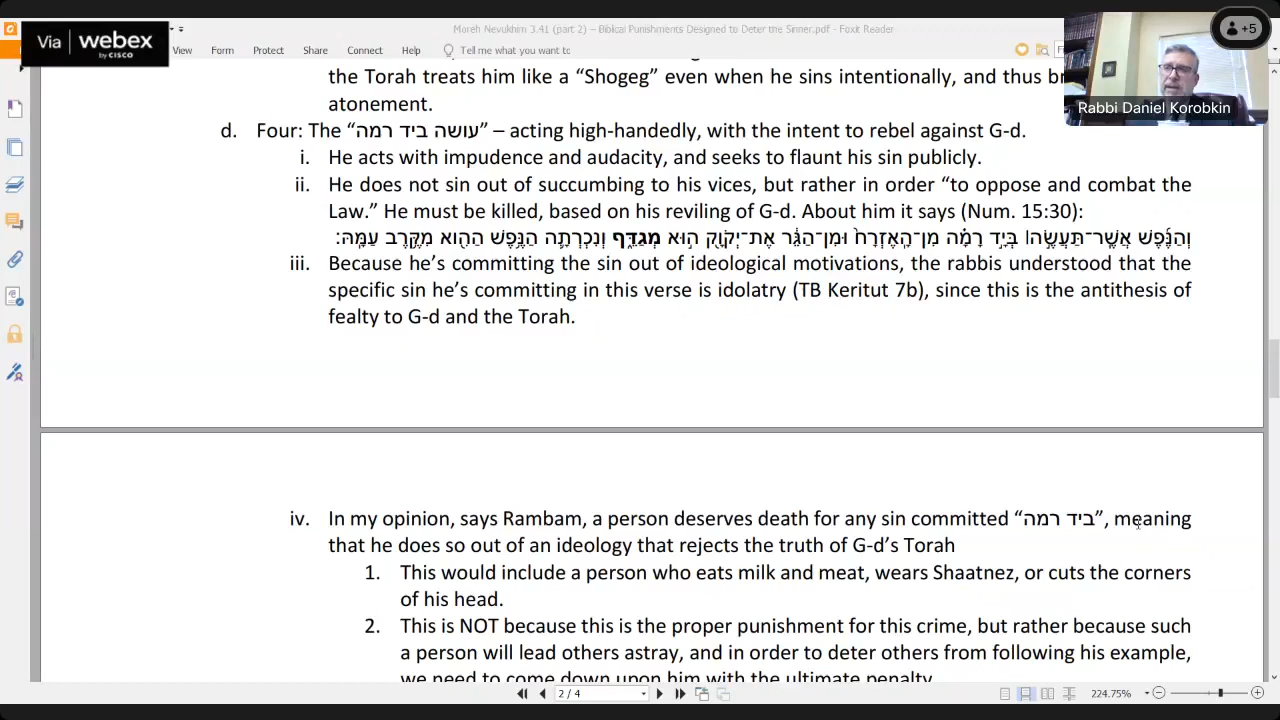 Via webex
by CISCO
Moreh Nevukhim 3.41 (part 2) – Biblical Punishments Designed to Deter the Sinner.pdf - Foxit Reader
+5
View Form Protect Share Connect Help Tell me what you want to
the Torah treats him like a “Shogeg” even when he sins intentionally, and thus
atonement.
Rabbi Daniel Korobkin
d. Four: The “עושה ביד רמה” – acting high-handedly, with the intent to rebel against G-d.
i. He acts with impudence and audacity, and seeks to flaunt his sin publicly.
ii. He does not sin out of succumbing to his vices, but rather in order “to oppose and combat the
Law.” He must be killed, based on his reviling of G-d. About him it says (Num. 15:30):
וְהַנֶּ֜פֶשׁ אֲשֶֽׁר־תַּעֲשֶׂ֣ה׀ בְּיָ֣ד רָמָ֗ה מִן־הָֽאֶזְרָח֙ וּמִן־הַגֵּ֔ר אֶת־יְקֹוָ֖ק ה֣וּא מְגַדֵּ֑ף וְנִכְרְתָ֛ה הַנֶּ֥פֶשׁ הַהִ֖וא מִקֶּ֥רֶב עַמָּֽהּ׃
iii. Because he’s committing the sin out of ideological motivations, the rabbis understood that the
specific sin he’s committing in this verse is idolatry (TB Keritut 7b), since this is the antithesis of
fealty to G-d and the Torah.
iv. In my opinion, says Rambam, a person deserves death for any sin committed “ביד רמה”, meaning
that he does so out of an ideology that rejects the truth of G-d’s Torah
1. This would include a person who eats milk and meat, wears Shaatnez, or cuts the corners
of his head.
2. This is NOT because this is the proper punishment for this crime, but rather because such
a person will lead others astray, and in order to deter others from following his example,
we need to come down upon him with the ultimate penalty.
2 / 4
224.75%